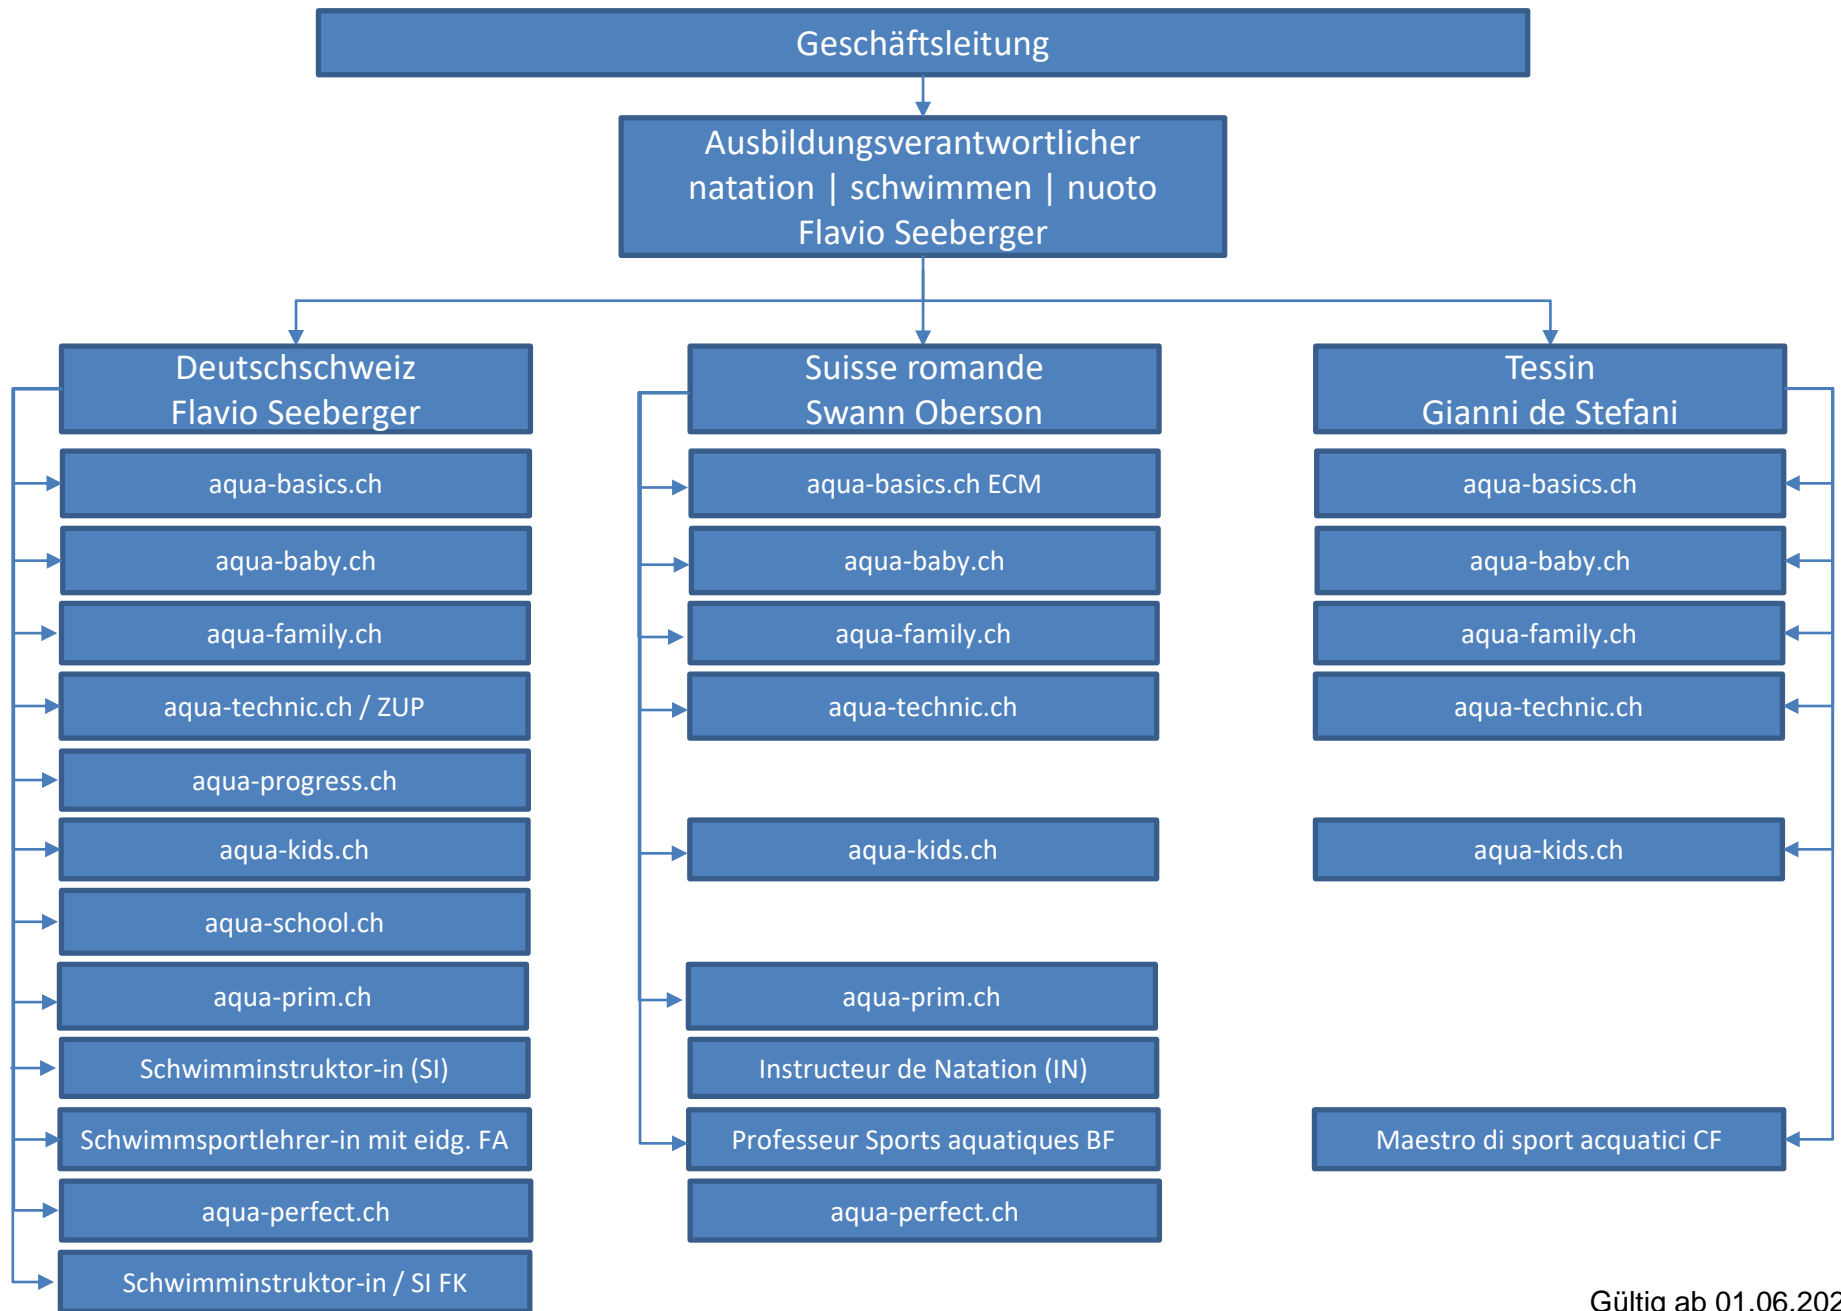 Geschäftsleitung
Ausbildungsverantwortlicher
natation | schwimmen | nuoto
Flavio Seeberger
Deutschschweiz
Flavio Seeberger
aqua-basics.ch
aqua-baby.ch
aqua-family.ch
aqua-technic.ch / ZUP
aqua-progress.ch
aqua-kids.ch
aqua-school.ch
aqua-prim.ch
Schwimminstruktor-in (SI)
Schwimmsportlehrer-in mit eidg. FA
aqua-perfect.ch
Schwimminstruktor-in / SI FK
Suisse romande
Swann Oberson
aqua-basics.ch ECM
aqua-baby.ch
aqua-family.ch
aqua-technic.ch
aqua-kids.ch
aqua-prim.ch
Instructeur de Natation (IN)
Professeur Sports aquatiques BF
aqua-perfect.ch
Tessin
Gianni de Stefani
aqua-basics.ch
aqua-baby.ch
aqua-family.ch
aqua-technic.ch
aqua-kids.ch
Maestro di sport acquatici CF
Gültig ab 01.06.202